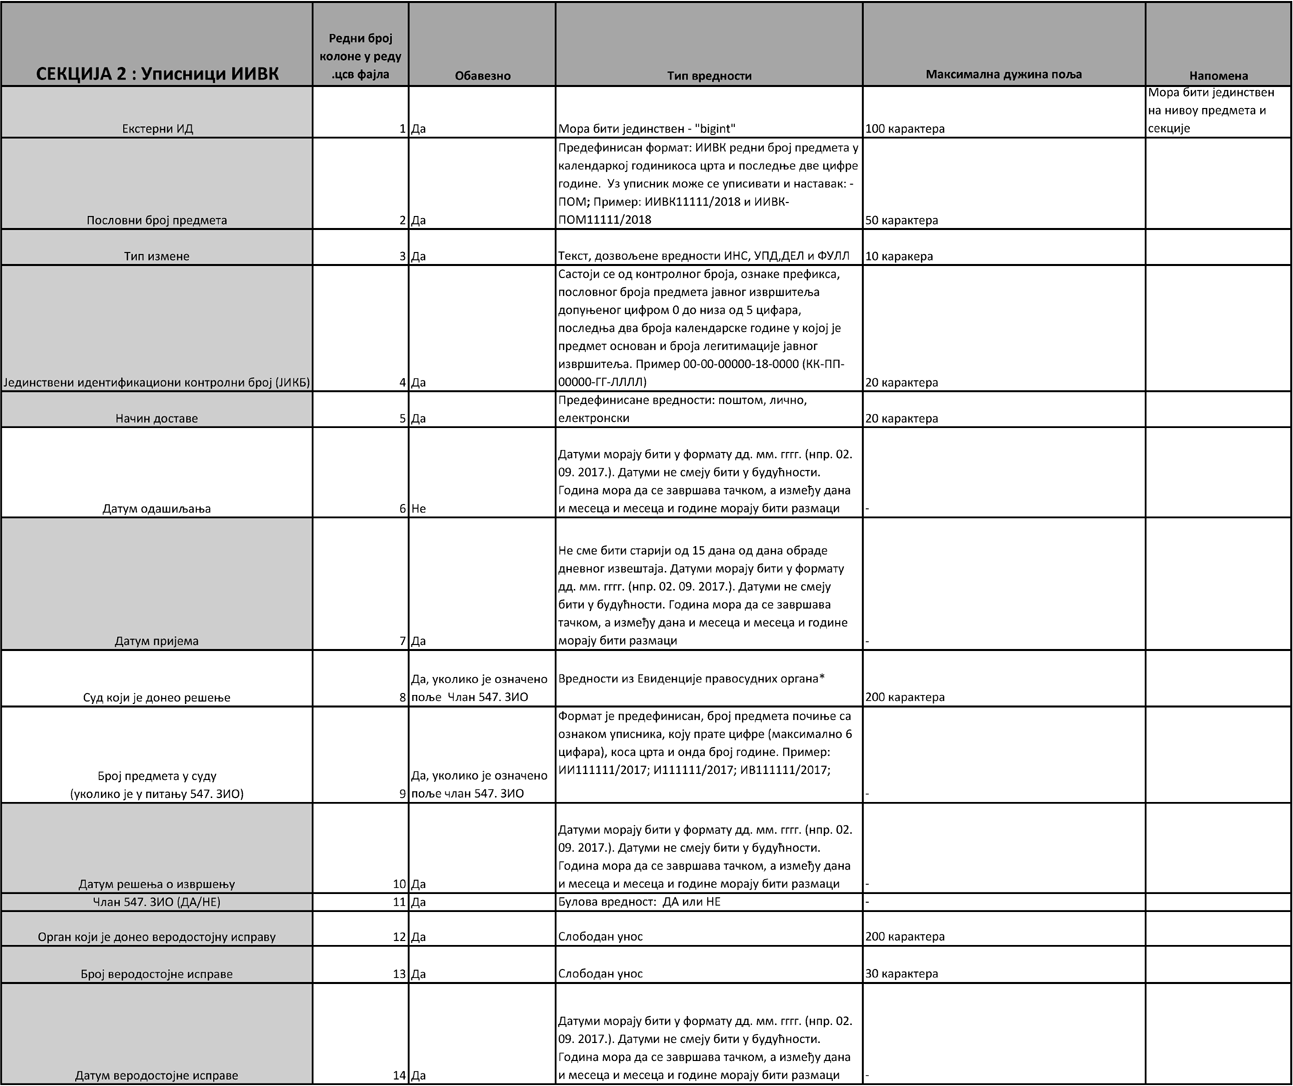 СЕКЦИЈА 2 : Уписници ИИВК
Редни број
колоне у реду
.цсв фајла
Обавезно
Тип вредности
Максимална дужина поља
Напомена
Екстерни ИД
1
Да
Мора бити јединствен - "bigint"
100 карактера
Мора бити јединствен
на нивоу предмета и
секције
Пословни број предмета
2
Да
Предефинисан формат: ИИВК редни број предмета у
календаркој годиникоса црта и последње две цифре
године.  Уз уписник може се уписивати и наставак: -
ПОМ; Пример: ИИВК11111/2018 и ИИВК-
ПОМ11111/2018
50 карактера
Тип измене
3
Да
Текст, дозвољене вредности ИНС, УПД,ДЕЛ и ФУЛЛ
10 каракера
Јединствени идентификациони контролни број (ЈИКБ)
4
Да
Састоји се од контролног броја, ознаке префикса,
пословног броја предмета јавног извршитеља
допуњеног цифром 0 до низа од 5 цифара,
последња два броја календарске године у којој је
предмет основан и броја легитимације јавног
извршитеља. Пример 00-00-00000-18-0000 (КК-ПП-
00000-ГГ-ЛЛЛЛ)
20 карактера
Начин доставе
5
Да
Предефинисане вредности: поштом, лично,
електронски
20 карактера
Датум одашиљања
6
Не
Датуми морају бити у формату дд. мм. гггг. (нпр. 02.
09. 2017.). Датуми не смеју бити у будућности.
Година мора да се завршава тачком, а између дана
и месеца и месеца и године морају бити размаци
-
Датум пријема
7
Да
Не сме бити старији од 15 дана од дана обраде
дневног извештаја. Датуми морају бити у формату
дд. мм. гггг. (нпр. 02. 09. 2017.). Датуми не смеју
бити у будућности. Година мора да се завршава
тачком, а између дана и месеца и месеца и године
морају бити размаци
-
Суд који је донео решење
8
Да, уколико је означено
поље  Члан 547. ЗИО
Вредности из Евиденције правосудних органа*
200 карактера
Број предмета у суду
(уколико је у питању 547. ЗИО)
9
Да, уколико је означено
поље члан 547. ЗИО
Формат је предефинисан, број предмета почиње са
ознаком уписника, коју прате цифре (максимално 6
цифара), коса црта и онда број године. Пример:
ИИ111111/2017; И111111/2017; ИВ111111/2017;
-
Датум решења о извршењу
10
Да
Датуми морају бити у формату дд. мм. гггг. (нпр. 02.
09. 2017.). Датуми не смеју бити у будућности.
Година мора да се завршава тачком, а између дана
и месеца и месеца и године морају бити размаци
-
Члан 547. ЗИО (ДА/НЕ)
11
Да
Булова вредност:  ДА или НЕ
-
Орган који је донео веродостојну исправу
12
Да
Слободан унос
200 карактера
Број веродостојне исправе
13
Да
Слободан унос
30 карактера
Датум веродостојне исправе
14
Да
Датуми морају бити у формату дд. мм. гггг. (нпр. 02.
09. 2017.). Датуми не смеју бити у будућности.
Година мора да се завршава тачком, а између дана
и месеца и месеца и године морају бити размаци
-